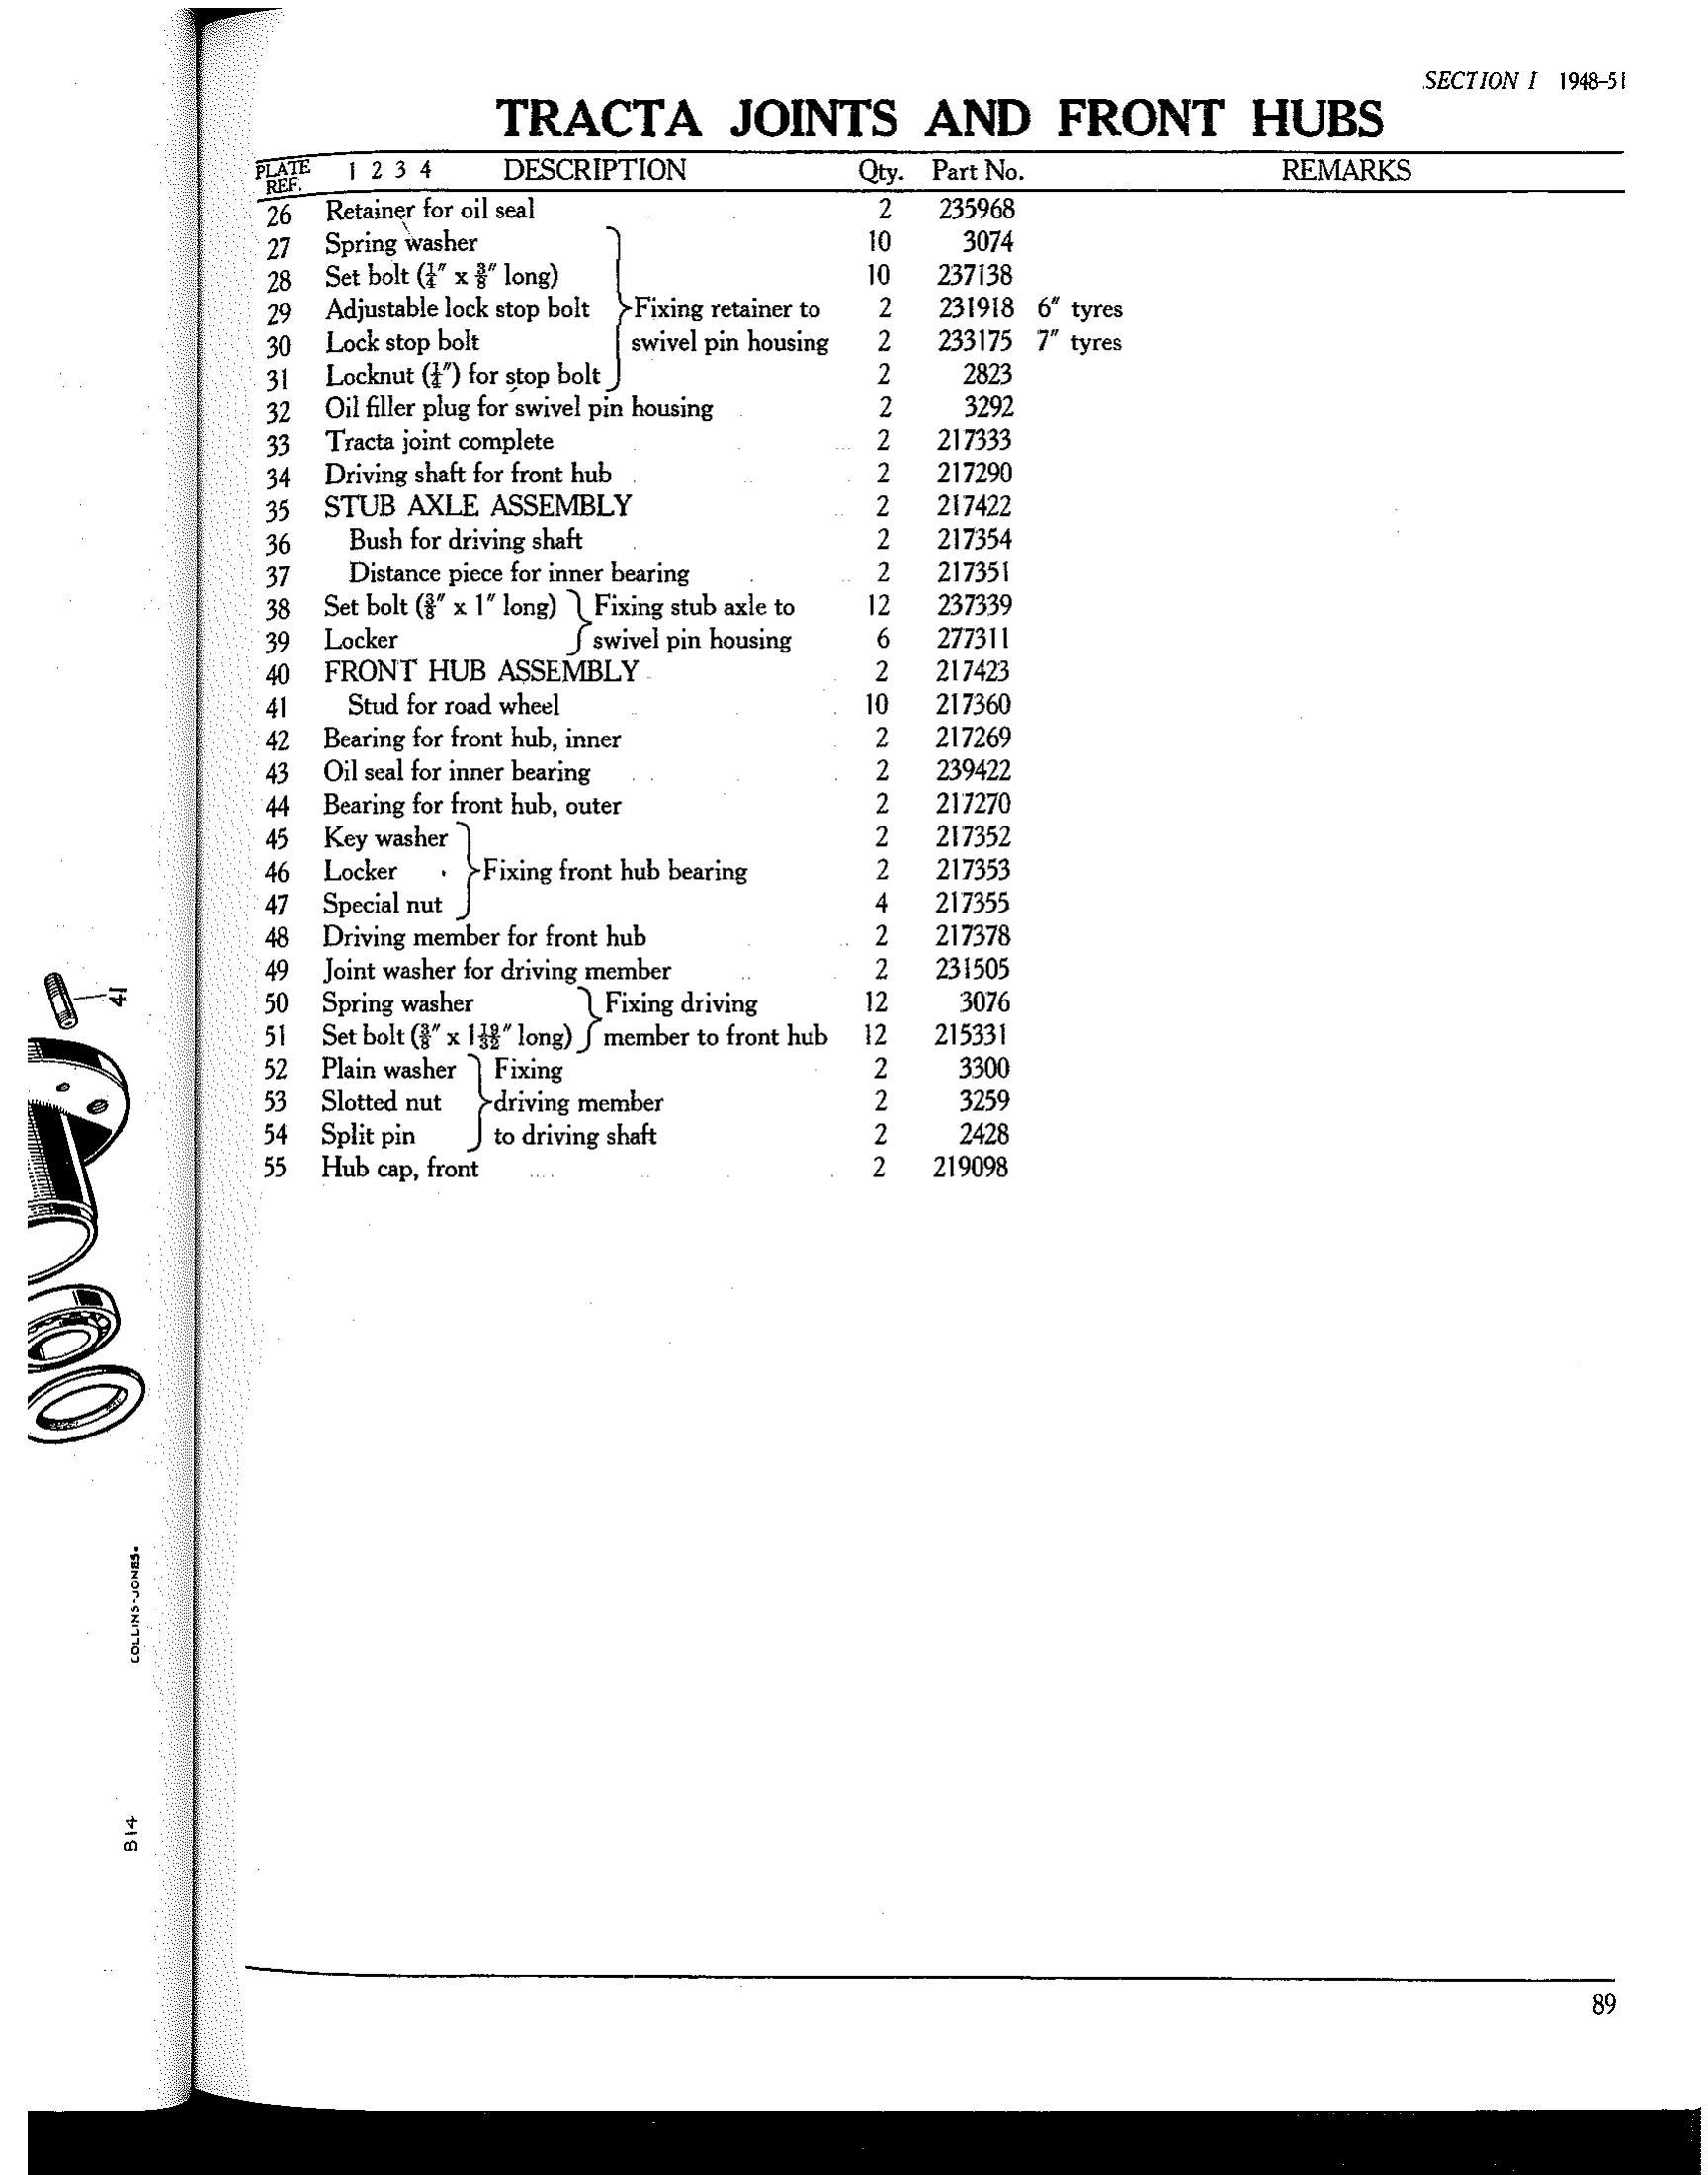 SECTION I 1948–51
TRACTA JOINTS AND FRONT HUBS
PLATE REF. 1 2 3 4 DESCRIPTION Qty. Part No. REMARKS
26 Retainer for oil seal 2 235968
27 Spring washer 10 3074
28 Set bolt (¼″ x ⅜″ long) 10 237138
29 Adjustable lock stop bolt Fixing retainer to 2 231918 6″ tyres
30 Lock stop bolt swivel pin housing 2 233175 7″ tyres
31 Locknut (¼″) for stop bolt 2 2823
32 Oil filler plug for swivel pin housing 2 3292
33 Tracta joint complete 2 217333
34 Driving shaft for front hub 2 217290
35 STUB AXLE ASSEMBLY 2 217422
36 Bush for driving shaft 2 217354
37 Distance piece for inner bearing 2 217351
38 Set bolt (⅜″ x 1″ long) Fixing stub axle to 12 237339
39 Locker swivel pin housing 6 277311
40 FRONT HUB ASSEMBLY 2 217423
41 Stud for road wheel 10 217360
42 Bearing for front hub, inner 2 217269
43 Oil seal for inner bearing 2 239422
44 Bearing for front hub, outer 2 217270
45 Key washer 2 217352
46 Locker Fixing front hub bearing 2 217353
47 Special nut 4 217355
48 Driving member for front hub 2 217378
49 Joint washer for driving member 2 231505
50 Spring washer Fixing driving 12 3076
51 Set bolt (⅜″ x 1 19/32″ long) member to front hub 12 215331
52 Plain washer Fixing 2 3300
53 Slotted nut driving member 2 3259
54 Split pin to driving shaft 2 2428
55 Hub cap, front 2 219098
41
COLLINS-JONES.
B14
89